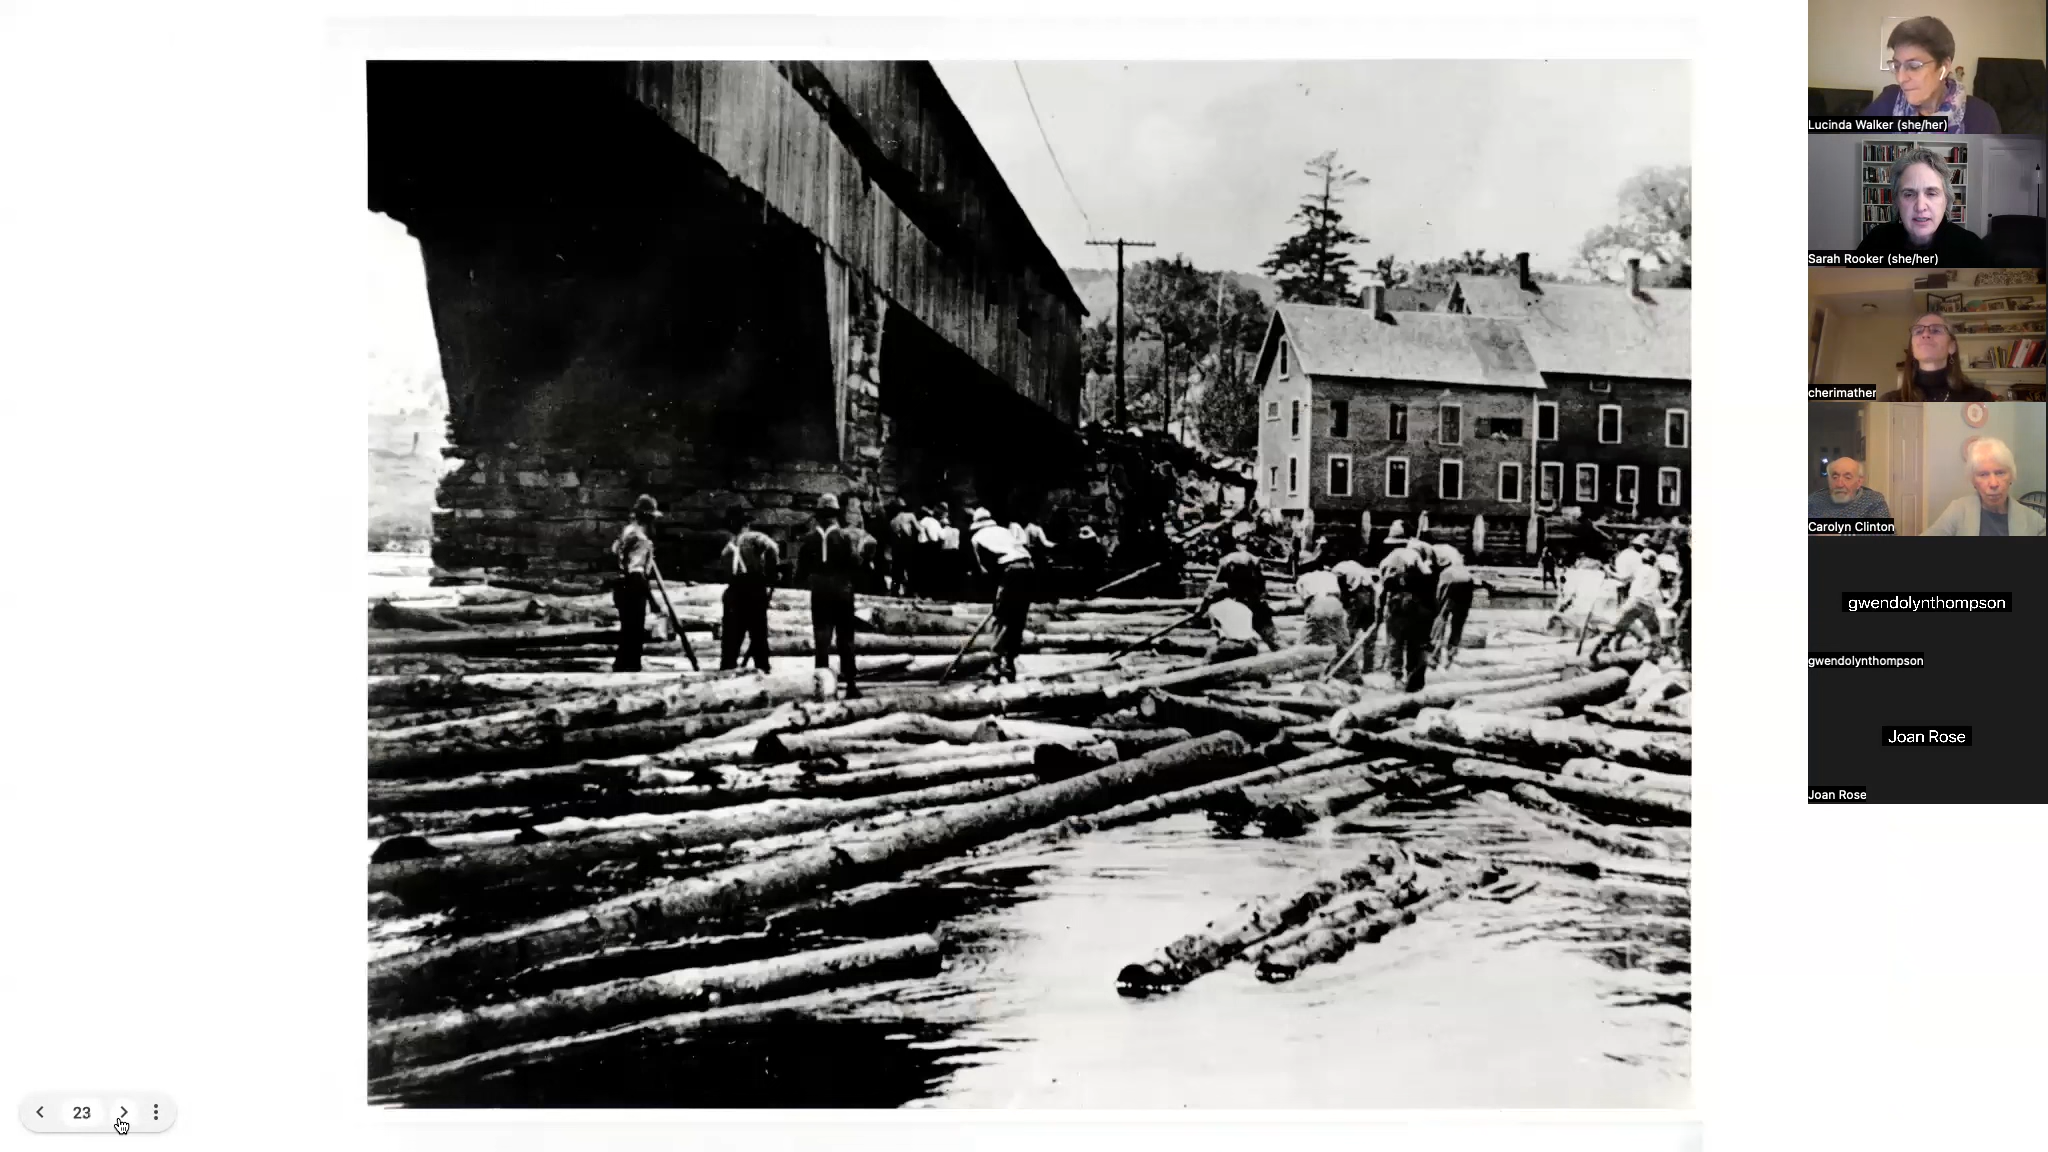 Lucinda Walker (she/her)
Sarah Rooker (she/her)
cherimather
Carolyn Clinton
gwendolynthompson
gwendolynthompson
Joan Rose
Joan Rose
23